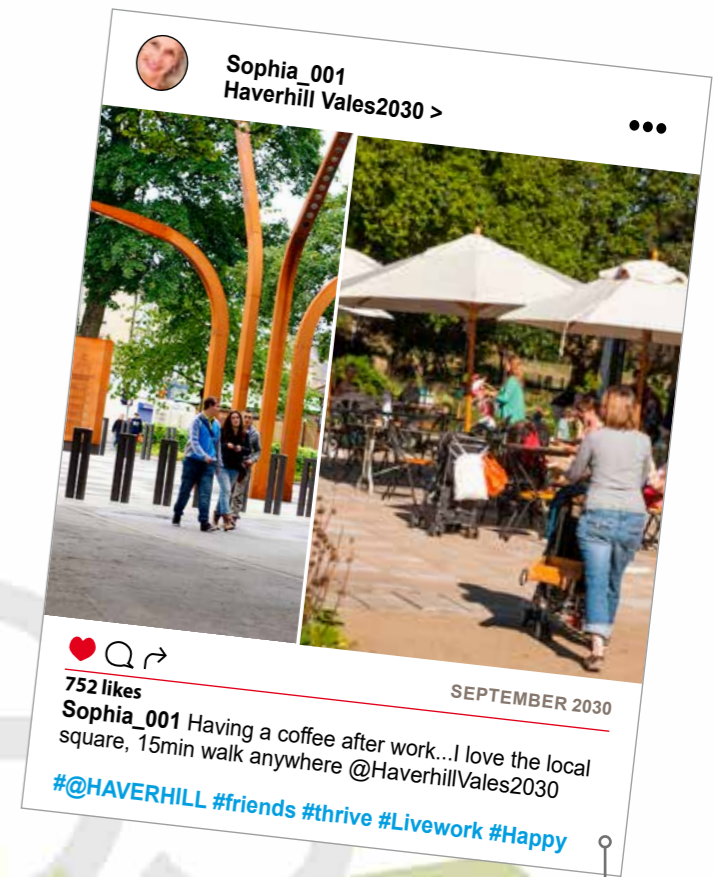 Sophia_001
Haverhill Vales2030 >
752 likes
SEPTEMBER 2030
Sophia_001 Having a coffee after work...I love the local
square, 15min walk anywhere @HaverhillVales2030
#@HAVERHILL #friends #thrive #Livework #Happy